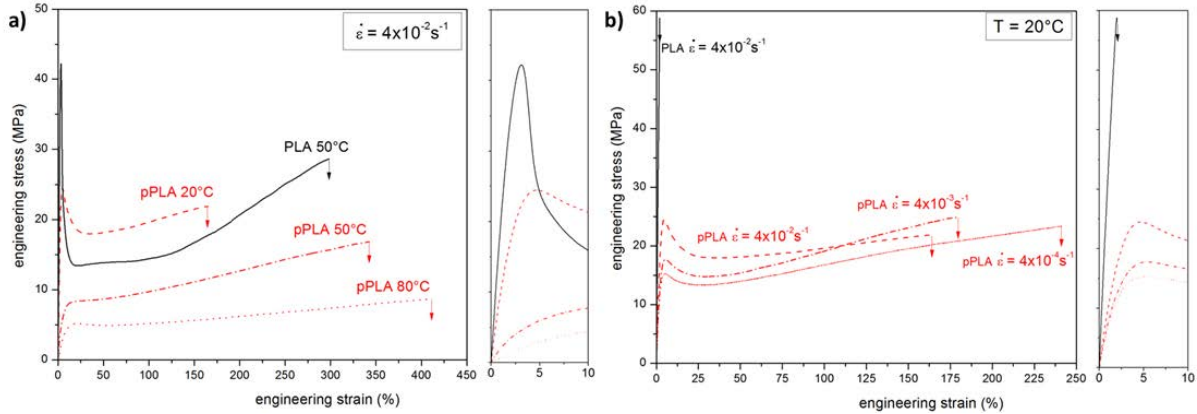 a)
ε̇ = 4x10⁻²s⁻¹
engineering stress (MPa)
50
40
30
20
10
0
PLA 50°C
pPLA 20°C
pPLA 50°C
pPLA 80°C
0 50 100 150 200 250 300 350 400 450
engineering strain (%)
0 5 10
b)
T = 20°C
engineering stress (MPa)
60
50
40
30
20
10
0
PLA ε̇ = 4x10⁻²s⁻¹
pPLA ε̇ = 4x10⁻³s⁻¹
pPLA ε̇ = 4x10⁻²s⁻¹
pPLA ε̇ = 4x10⁻⁴s⁻¹
0 25 50 75 100 125 150 175 200 225 250
engineering strain (%)
0 5 10